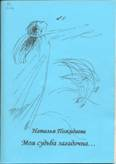 Наталья Пожидаева
Моя судьба загадочна...